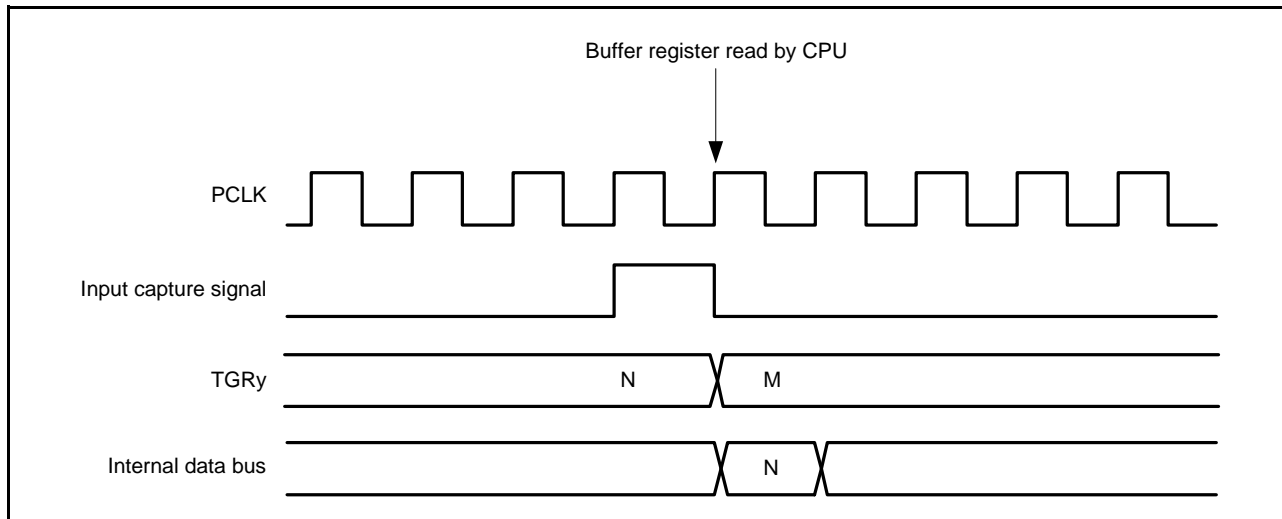 Buffer register read by CPU
PCLK
Input capture signal
TGRy
N
M
Internal data bus
N